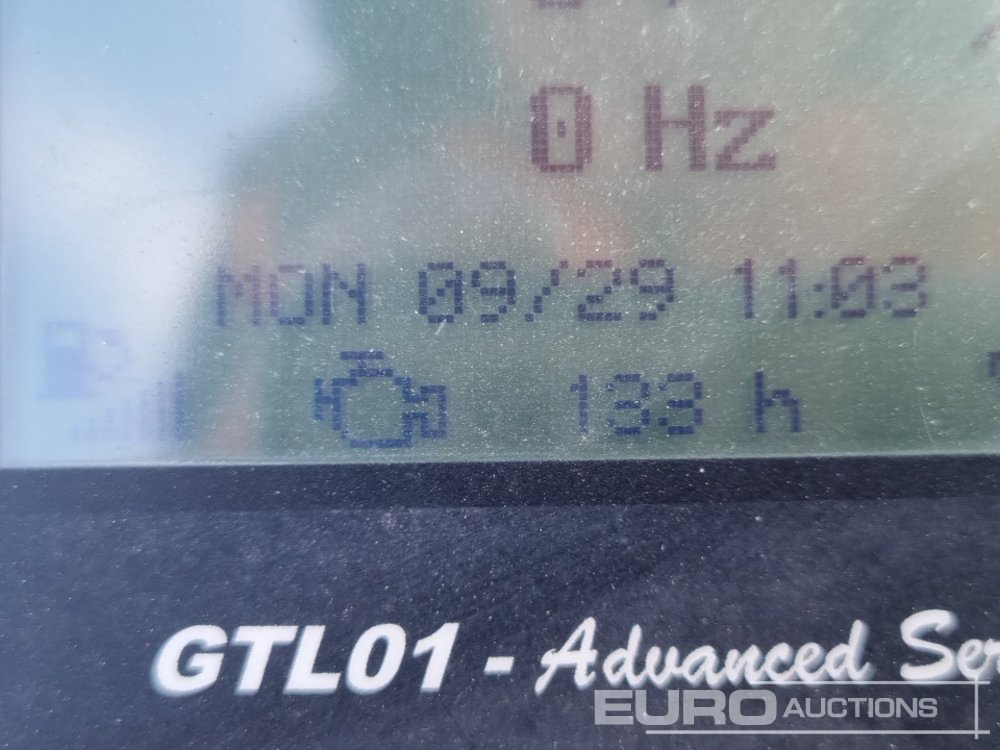 0 Hz
MON 09/29 11:03
133 h
GTL01 - Advanced Ser
EURO AUCTIONS